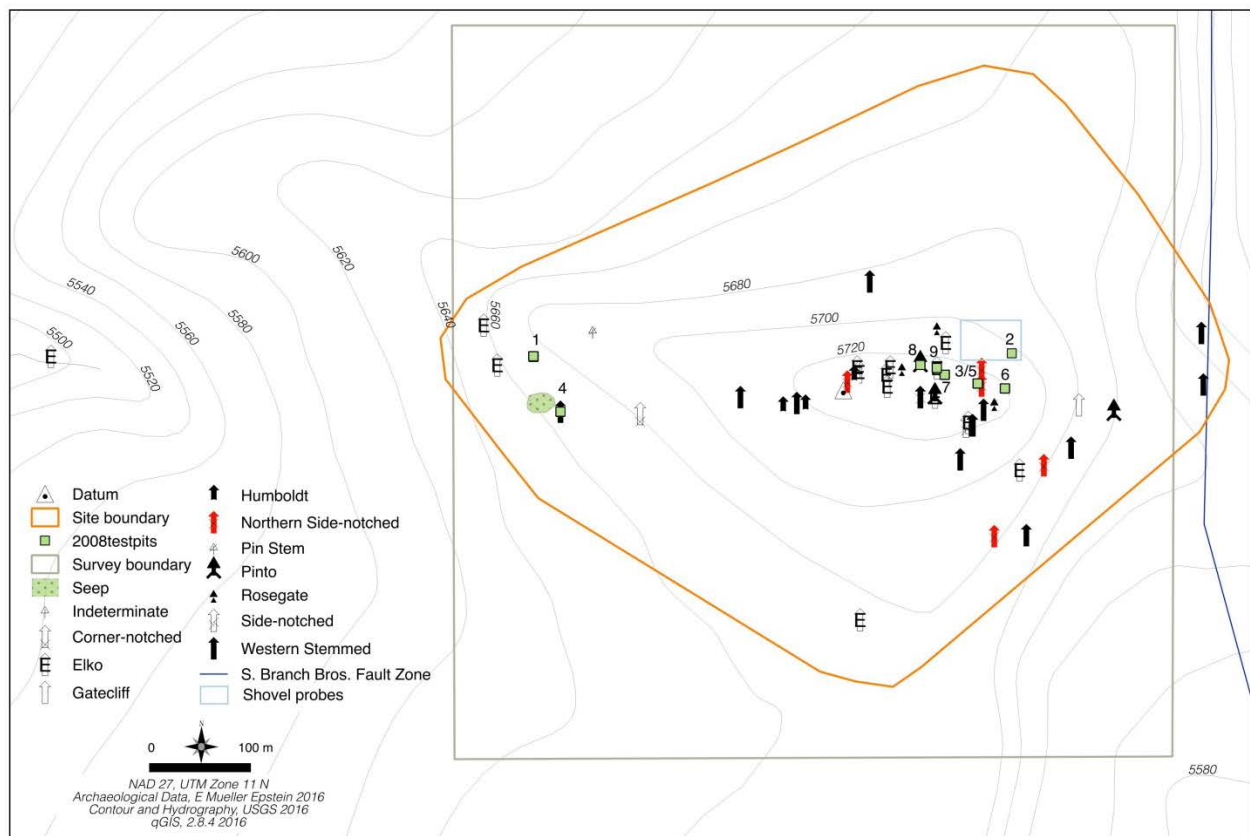 5680
5700
5720
5600
5620
5540
5560
5580
5500
5520
5640
5660
1
4
8
9
2
3/5
6
7
E
E
E
E
E
E
E
E
E
E
E
E
5580
Datum
Site boundary
2008testpits
Survey boundary
Seep
Indeterminate
Corner-notched
E Elko
Gatecliff
Humboldt
Northern Side-notched
Pin Stem
Pinto
Rosegate
Side-notched
Western Stemmed
S. Branch Bros. Fault Zone
Shovel probes
N
0 100 m
NAD 27, UTM Zone 11 N
Archaeological Data, E Mueller Epstein 2016
Contour and Hydrography, USGS 2016
qGIS, 2.8.4 2016